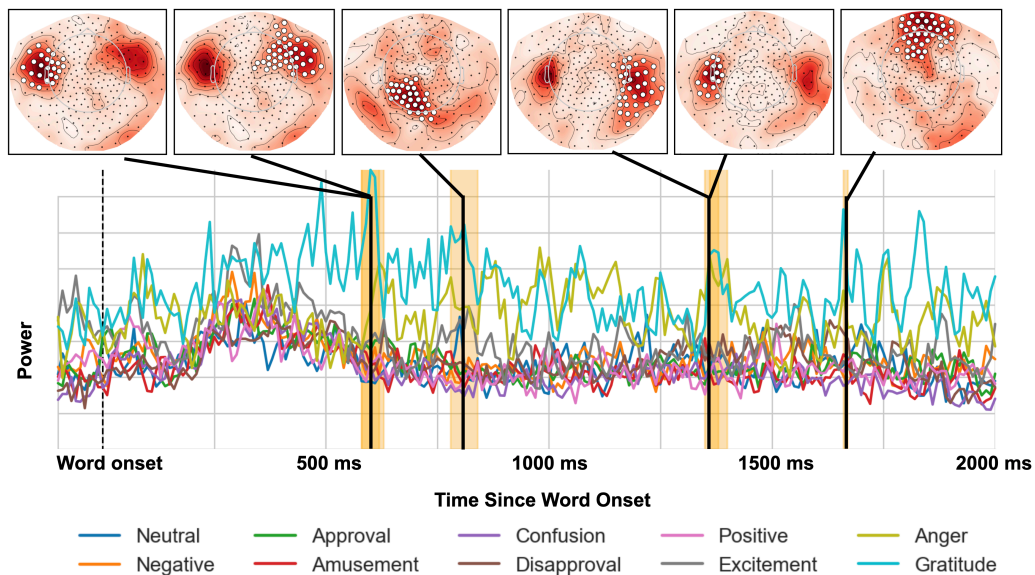 Power
Word onset 500 ms 1000 ms 1500 ms 2000 ms
Time Since Word Onset
Neutral Approval Confusion Positive Anger
Negative Amusement Disapproval Excitement Gratitude